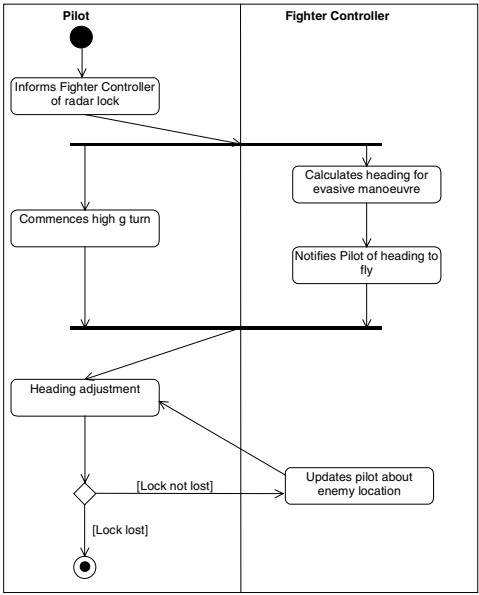 Pilot
Fighter Controller
Informs Fighter Controller
of radar lock
Calculates heading for
evasive manoeuvre
Commences high g turn
Notifies Pilot of heading to
fly
Heading adjustment
[Lock not lost]
Updates pilot about
enemy location
[Lock lost]